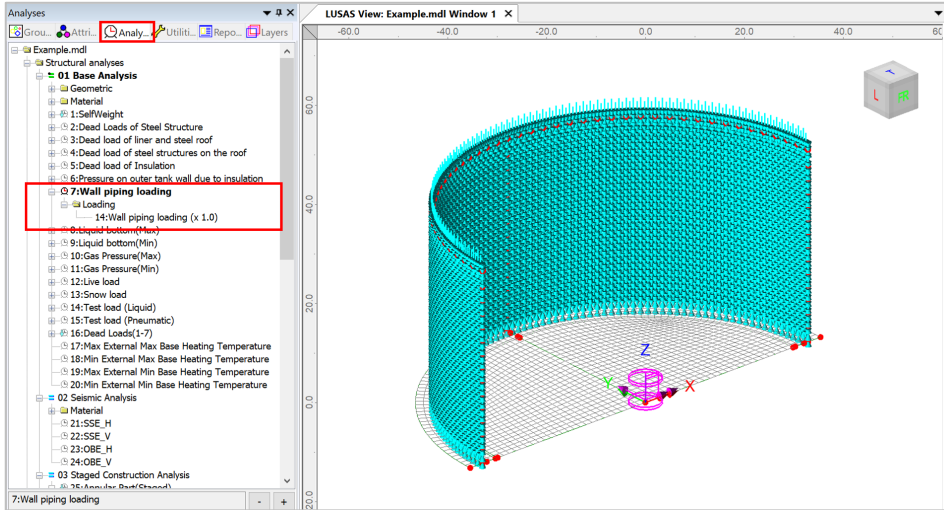 Analyses
Grou... Attri... Analy... Utiliti... Repo... Layers
Example.mdl
Structural analyses
01 Base Analysis
Geometric
Material
1:SelfWeight
2:Dead Loads of Steel Structure
3:Dead load of liner and steel roof
4:Dead load of steel structures on the roof
5:Dead load of Insulation
6:Pressure on outer tank wall due to insulation
7:Wall piping loading
Loading
14:Wall piping loading (x 1.0)
8:Liquid bottom(Max)
9:Liquid bottom(Min)
10:Gas Pressure(Max)
11:Gas Pressure(Min)
12:Live load
13:Snow load
14:Test load (Liquid)
15:Test load (Pneumatic)
16:Dead Loads(1-7)
17:Max External Max Base Heating Temperature
18:Min External Max Base Heating Temperature
19:Max External Min Base Heating Temperature
20:Min External Min Base Heating Temperature
02 Seismic Analysis
Material
21:SSE_H
22:SSE_V
23:OBE_H
24:OBE_V
03 Staged Construction Analysis
25:Annular Part(Staged)
7:Wall piping loading
- +
LUSAS View: Example.mdl Window 1 X
-60.0 -40.0 -20.0 0.0 20.0 40.0 60
60.0
40.0
20.0
0.0
20.0
Z
Y
X